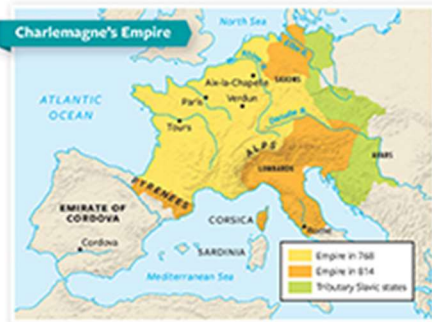 Charlemagne's Empire
North Sea
Elbe R.
SAXONS
Aix-la-Chapelle
ATLANTIC
OCEAN
Paris
Verdun
Tours
Danube R.
ALPS
AVARS
LOMBARDS
PYRENEES
EMIRATE OF
CORDOVA
CORSICA
Rome
Cordova
SARDINIA
Mediterranean Sea
Empire in 768
Empire in 814
Tributary Slavic states